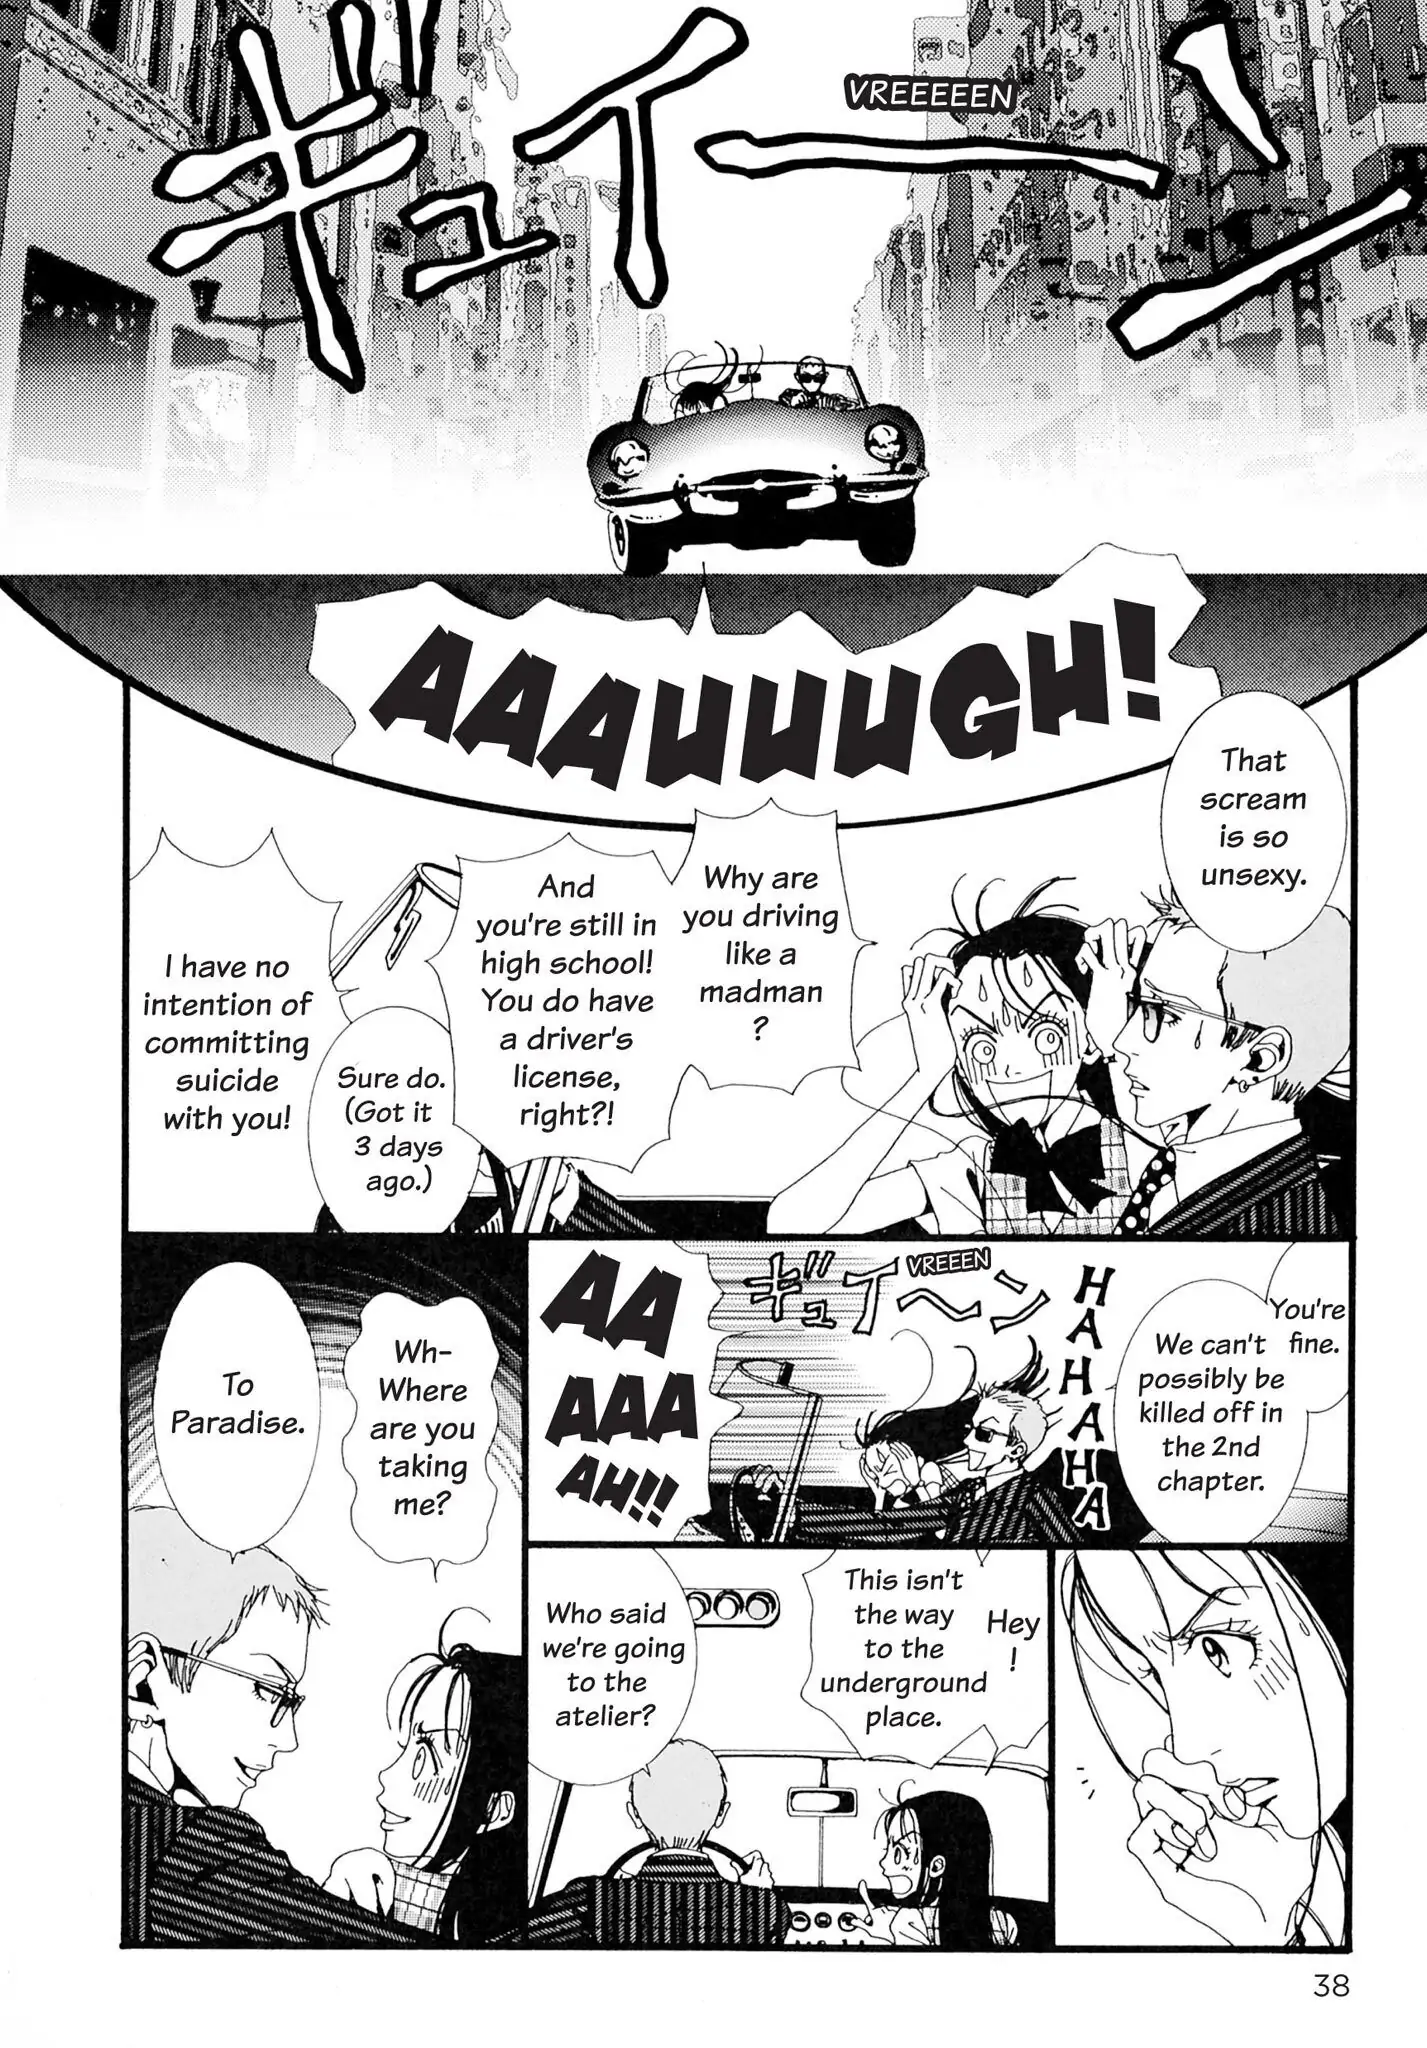 ギュイーン
VREEEEEN
AAAUUUUGH!
That
scream
is so
unsexy.
Why are
you driving
like a
madman
?
And
you're still in
high school!
You do have
a driver's
license,
right?!
Sure do.
(Got it
3 days
ago.)
I have no
intention of
committing
suicide
with you!
You're
fine.
We can't
possibly be
killed off in
the 2nd
chapter.
HAHAHAHA
ギュイーン
VREEEN
AA
AAA
AH!!
Hey
!
This isn't
the way
to the
underground
place.
Who said
we're going
to the
atelier?
Wh-
Where
are you
taking
me?
To
Paradise.
38